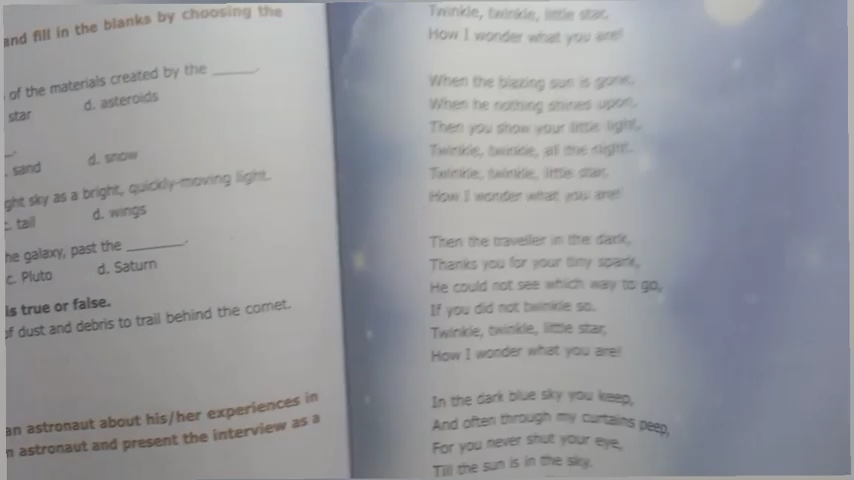 and fill in the blanks by choosing the
of the materials created by the ______.
star d. asteroids
sand d. snow
ght sky as a bright, quickly-moving light.
c. tail d. wings
he galaxy, past the ________.
c. Pluto d. Saturn
is true or false.
of dust and debris to trail behind the comet.
an astronaut about his/her experiences in
n astronaut and present the interview as a
Twinkle, twinkle, little star,
How I wonder what you are!
When the blazing sun is gone,
When he nothing shines upon,
Then you show your little light,
Twinkle, twinkle, all the night.
Twinkle, twinkle, little star,
How I wonder what you are!
Then the traveller in the dark,
Thanks you for your tiny spark,
He could not see which way to go,
If you did not twinkle so.
Twinkle, twinkle, little star,
How I wonder what you are!
In the dark blue sky you keep,
And often through my curtains peep,
For you never shut your eye,
Till the sun is in the sky.